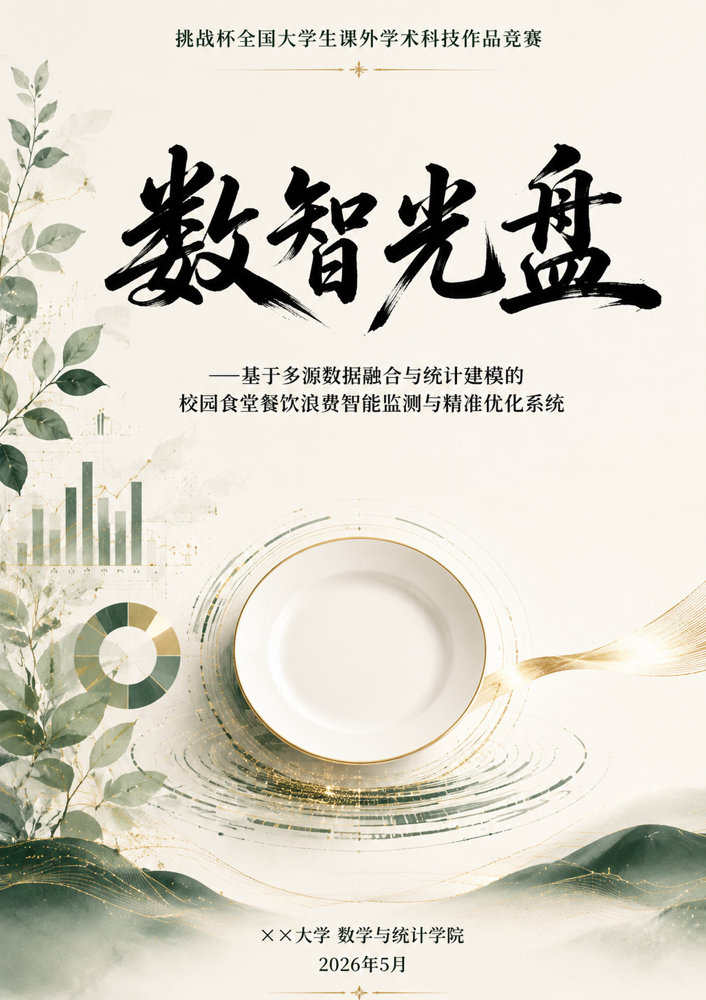 挑战杯全国大学生课外学术科技作品竞赛
数智光盘
——基于多源数据融合与统计建模的
校园食堂餐饮浪费智能监测与精准优化系统
××大学 数学与统计学院
2026年5月